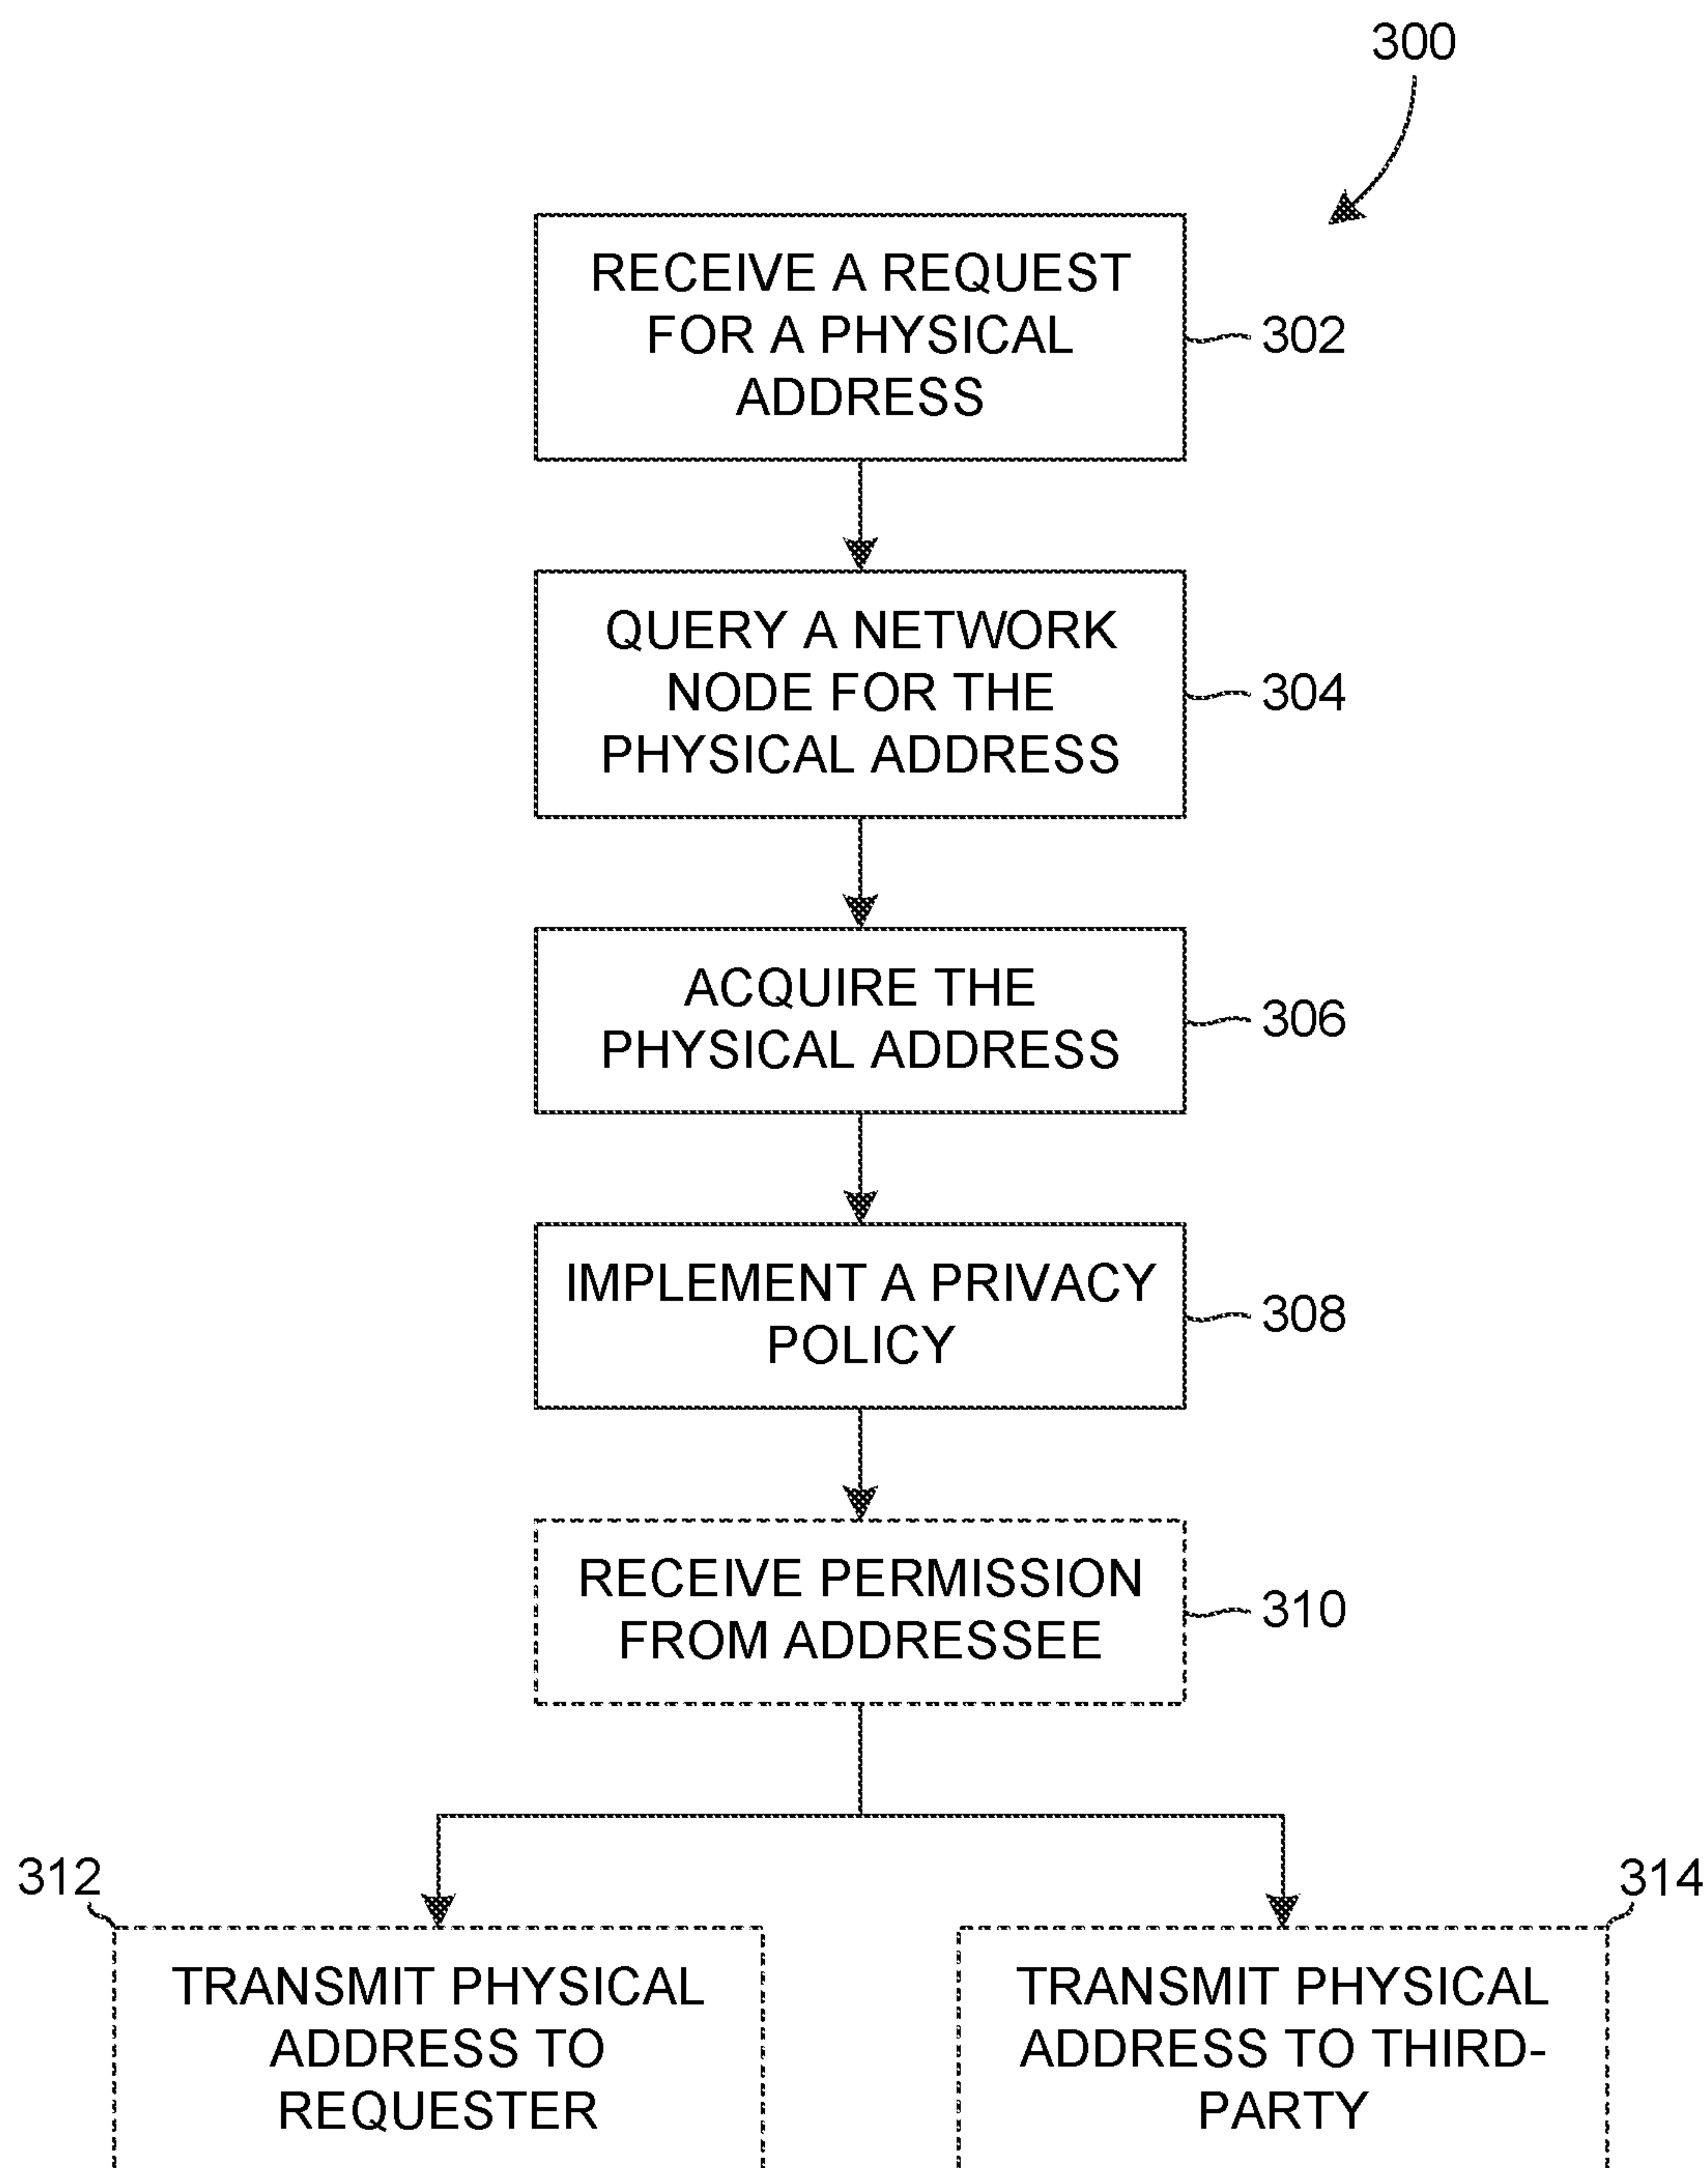 300
RECEIVE A REQUEST
FOR A PHYSICAL
ADDRESS
302
QUERY A NETWORK
NODE FOR THE
PHYSICAL ADDRESS
304
ACQUIRE THE
PHYSICAL ADDRESS
306
IMPLEMENT A PRIVACY
POLICY
308
RECEIVE PERMISSION
FROM ADDRESSEE
310
312
TRANSMIT PHYSICAL
ADDRESS TO
REQUESTER
314
TRANSMIT PHYSICAL
ADDRESS TO THIRD-
PARTY